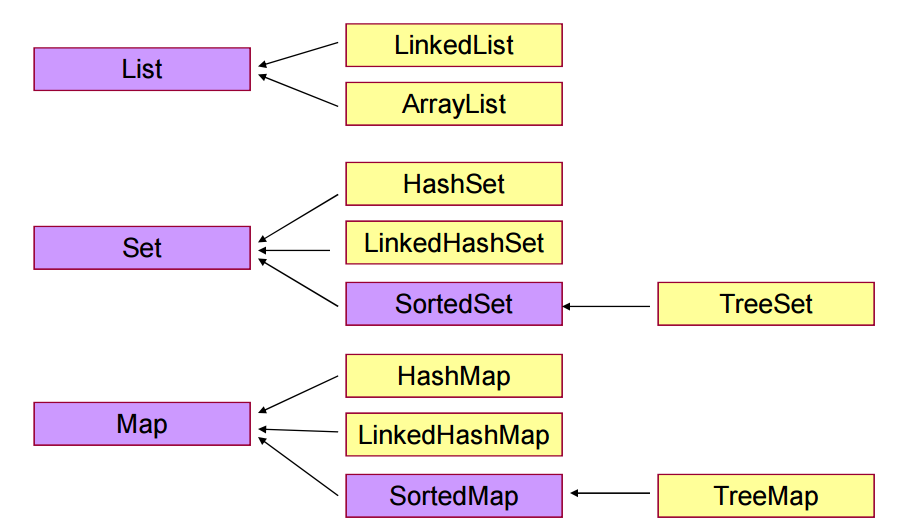 List
LinkedList
ArrayList
Set
HashSet
LinkedHashSet
SortedSet
TreeSet
Map
HashMap
LinkedHashMap
SortedMap
TreeMap